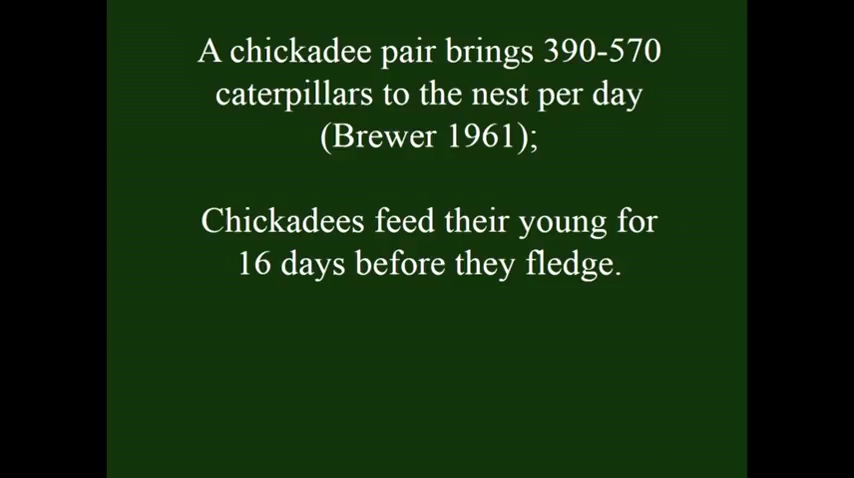 A chickadee pair brings 390-570
caterpillars to the nest per day
(Brewer 1961);
Chickadees feed their young for
16 days before they fledge.